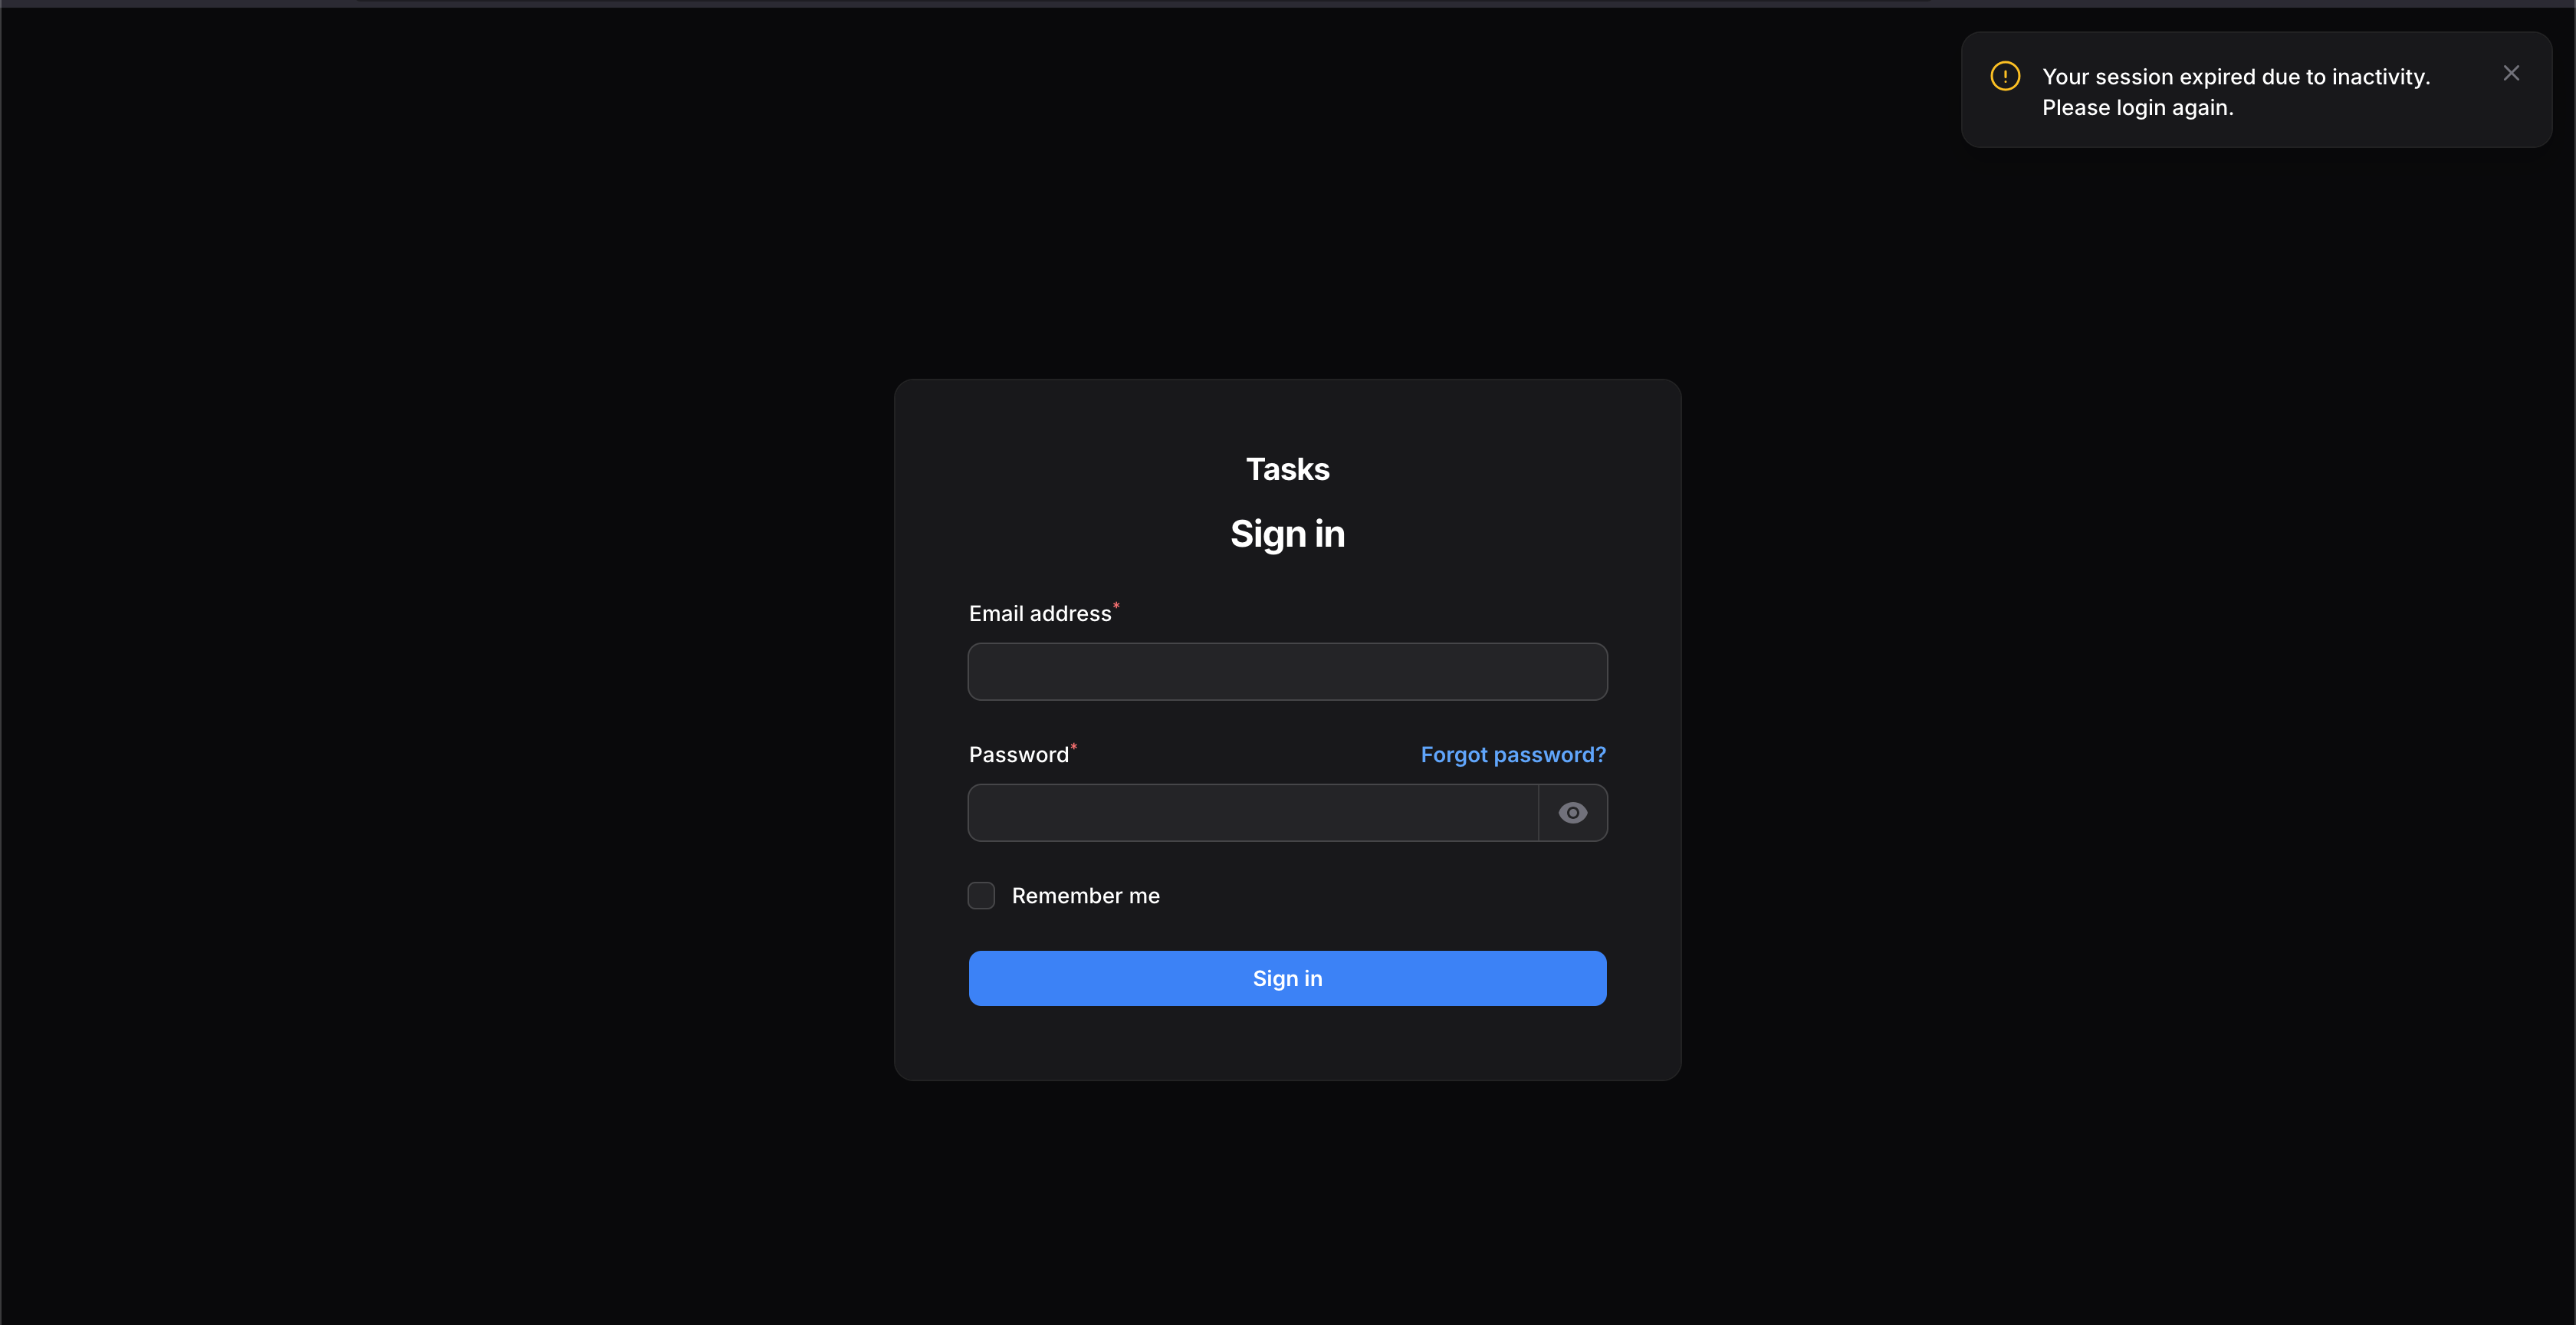 Your session expired due to inactivity.
Please login again.
Tasks
Sign in
Email address*
Password*
Forgot password?
Remember me
Sign in